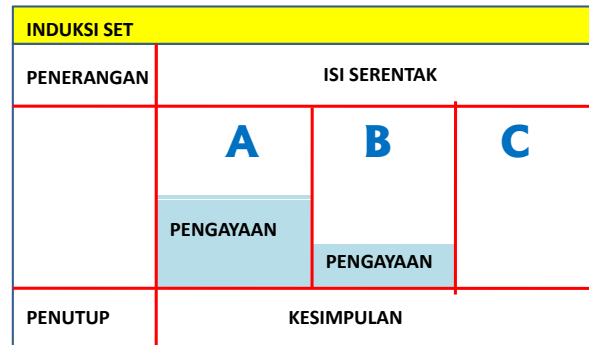 INDUKSI SET
PENERANGAN
ISI SERENTAK
A
B
C
PENGAYAAN
PENGAYAAN
PENUTUP
KESIMPULAN